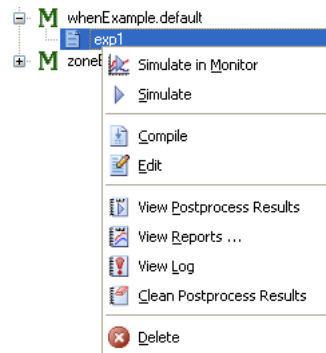 M whenExample.default
exp1
M zone
Simulate in Monitor
Simulate
Compile
Edit
View Postprocess Results
View Reports ...
View Log
Clean Postprocess Results
Delete